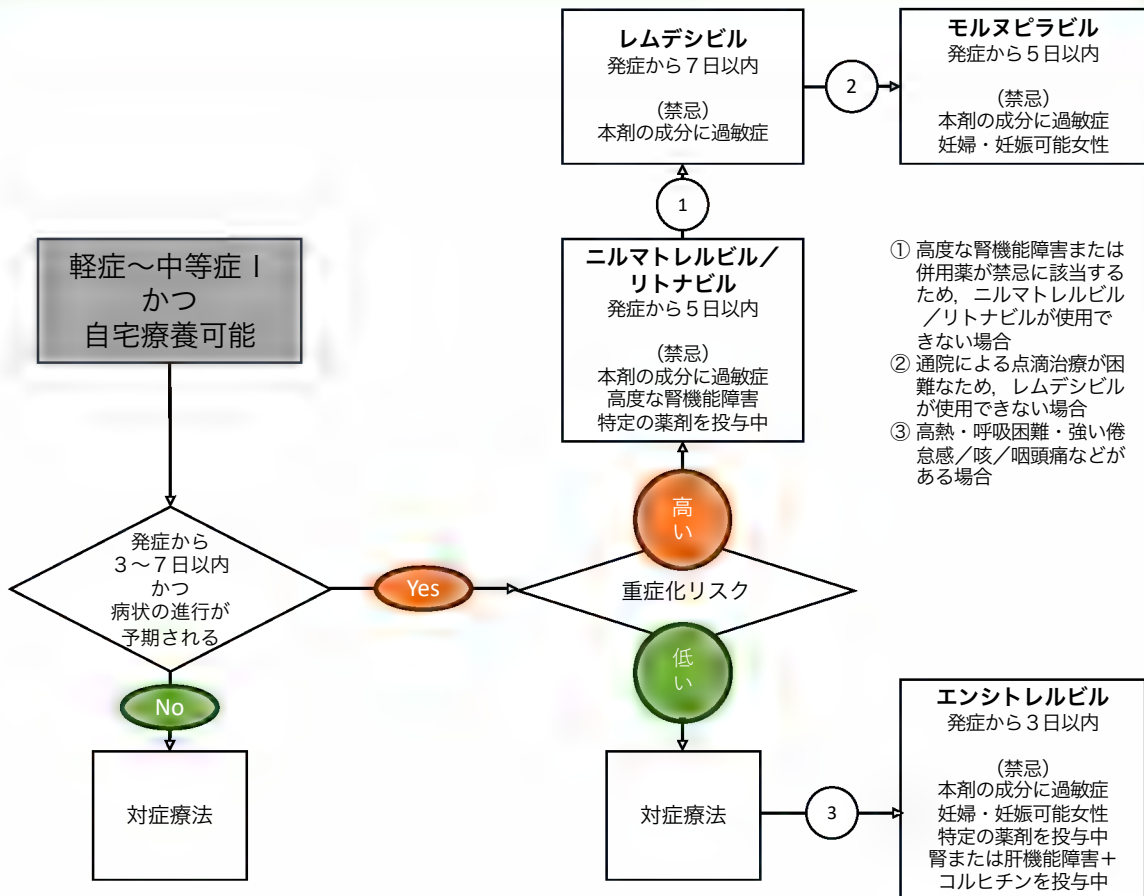 レムデシビル
発症から７日以内
(禁忌)
本剤の成分に過敏症
2
モルヌピラビル
発症から５日以内
(禁忌)
本剤の成分に過敏症
妊婦・妊娠可能女性
1
軽症～中等症Ⅰ
かつ
自宅療養可能
ニルマトレルビル／
リトナビル
発症から５日以内
(禁忌)
本剤の成分に過敏症
高度な腎機能障害
特定の薬剤を投与中
① 高度な腎機能障害または
併用薬が禁忌に該当する
ため，ニルマトレルビル
／リトナビルが使用で
きない場合
② 通院による点滴治療が困
難なため，レムデシビル
が使用できない場合
③ 高熱・呼吸困難・強い倦
怠感／咳／咽頭痛などが
ある場合
発症から
３～７日以内
かつ
病状の進行が
予期される
Yes
高
い
重症化リスク
低
い
No
対症療法
対症療法
3
エンシトレルビル
発症から３日以内
(禁忌)
本剤の成分に過敏症
妊婦・妊娠可能女性
特定の薬剤を投与中
腎または肝機能障害＋
コルヒチンを投与中